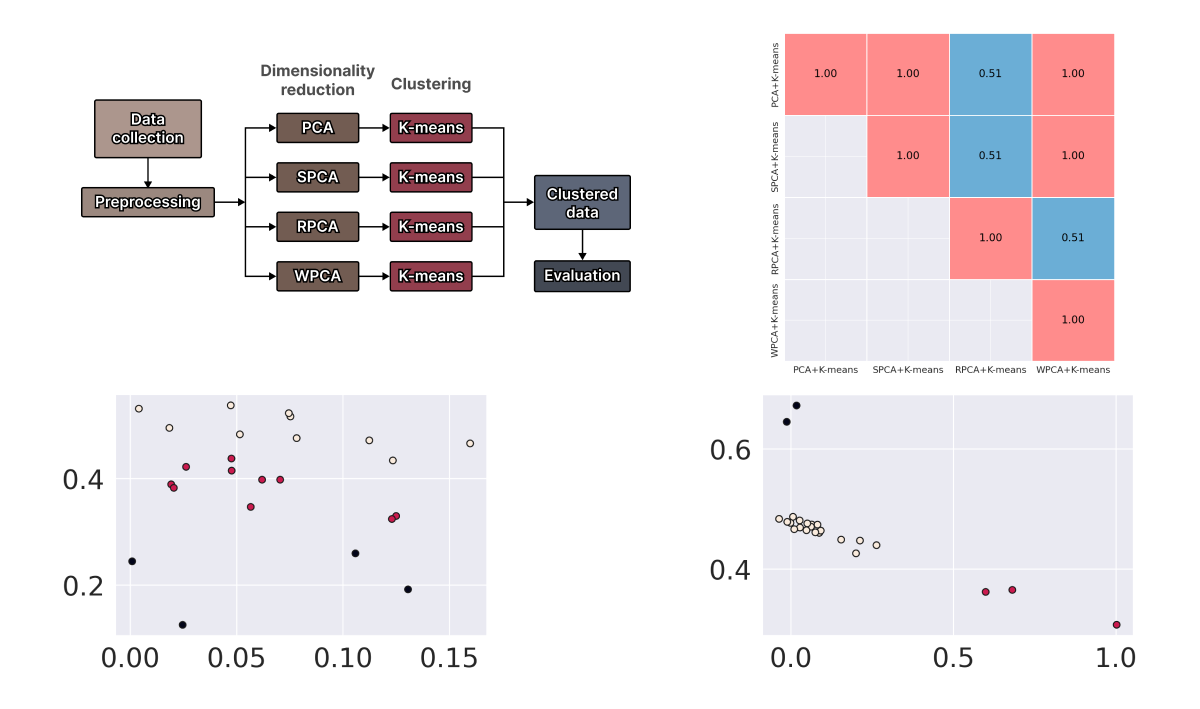 Dimensionality
reduction
Clustering
Data
collection
Preprocessing
PCA
K-means
SPCA
K-means
RPCA
K-means
WPCA
K-means
Clustered
data
Evaluation
PCA+K-means
1.00
1.00
0.51
1.00
SPCA+K-means
1.00
0.51
1.00
RPCA+K-means
1.00
0.51
WPCA+K-means
1.00
PCA+K-means
SPCA+K-means
RPCA+K-means
WPCA+K-means
0.4
0.2
0.00
0.05
0.10
0.15
0.6
0.4
0.0
0.5
1.0